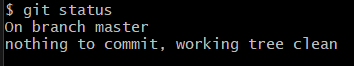 $ git status
On branch master
nothing to commit, working tree clean